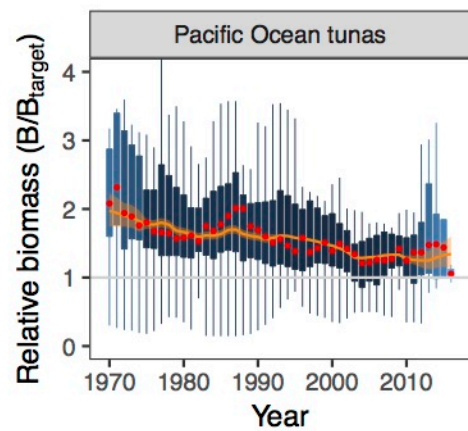 Pacific Ocean tunas
Relative biomass (B/Btarget)
4
3
2
1
0
1970 1980 1990 2000 2010
Year